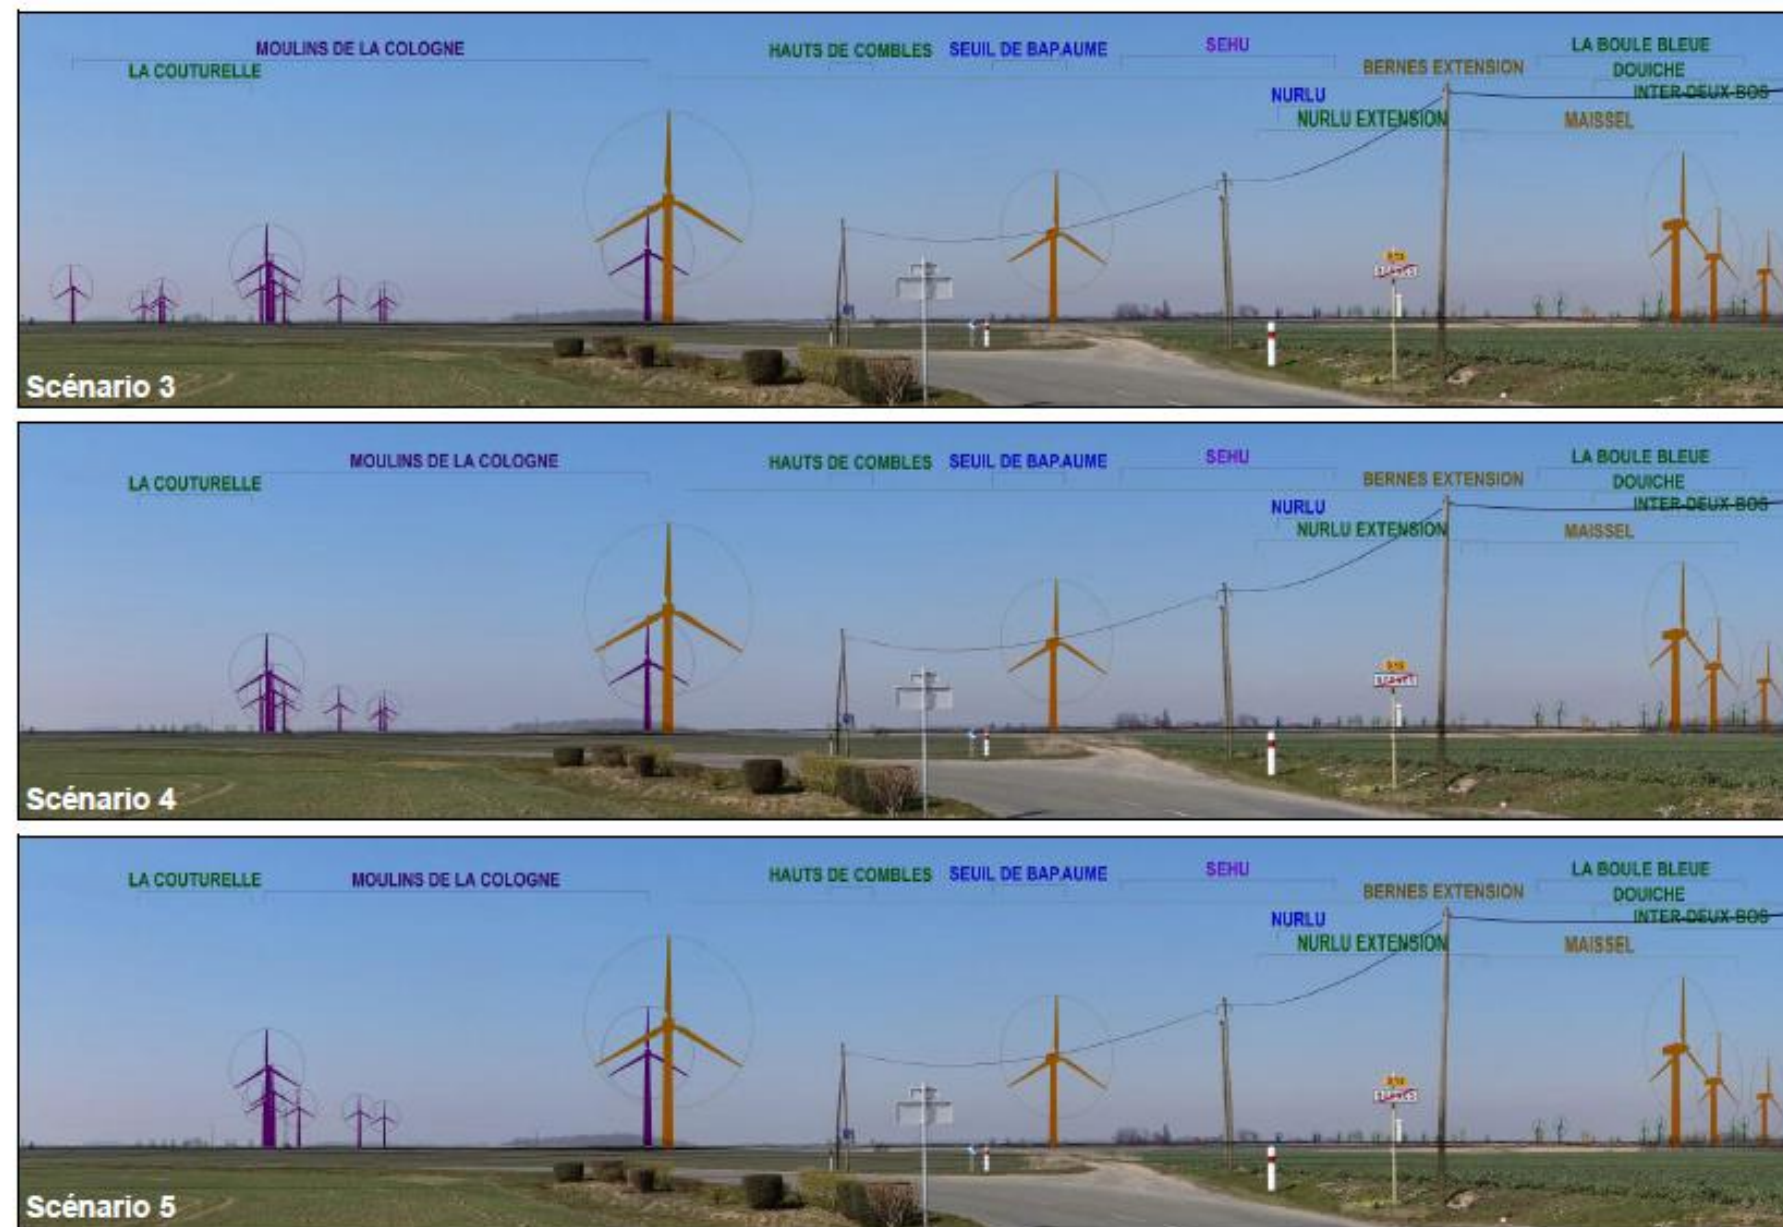 MOULINS DE LA COLOGNE
HAUTS DE COMBLES
SEUIL DE BAPAUME
SEHU
LA BOULE BLEUE
LA COUTURELLE
BERNES EXTENSION
DOUICHE
NURLU
INTER-DEUX-BOS
NURLU EXTENSION
MAISSEL
Scénario 3
MOULINS DE LA COLOGNE
HAUTS DE COMBLES
SEUIL DE BAPAUME
SEHU
LA BOULE BLEUE
LA COUTURELLE
BERNES EXTENSION
DOUICHE
NURLU
INTER-DEUX-BOS
NURLU EXTENSION
MAISSEL
Scénario 4
LA COUTURELLE
MOULINS DE LA COLOGNE
HAUTS DE COMBLES
SEUIL DE BAPAUME
SEHU
LA BOULE BLEUE
BERNES EXTENSION
DOUICHE
NURLU
INTER-DEUX-BOS
NURLU EXTENSION
MAISSEL
Scénario 5